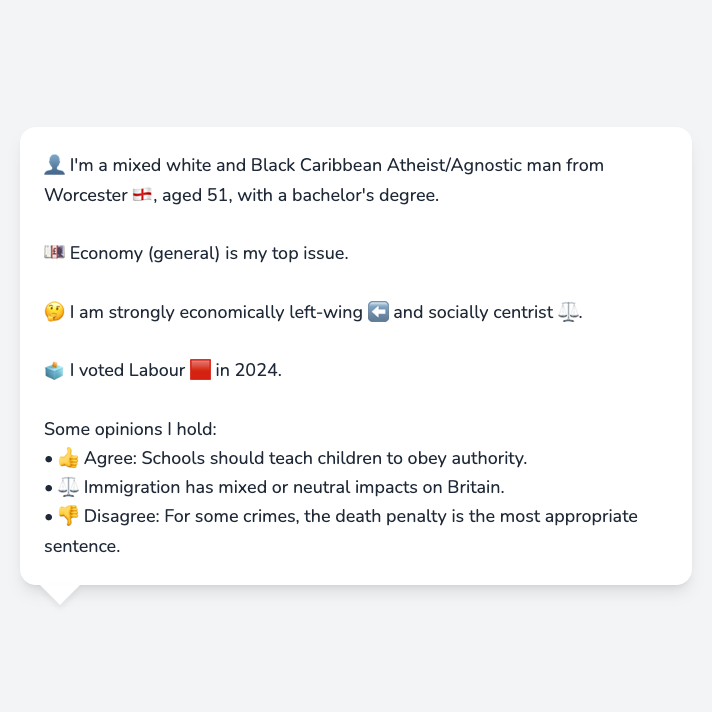 👤 I'm a mixed white and Black Caribbean Atheist/Agnostic man from
Worcester 🏴󠁧󠁢󠁥󠁮󠁧󠁿, aged 51, with a bachelor's degree.
💷 Economy (general) is my top issue.
🤔 I am strongly economically left-wing ⬅️ and socially centrist ⚖️.
🗳️ I voted Labour 🟥 in 2024.
Some opinions I hold:
• 👍 Agree: Schools should teach children to obey authority.
• ⚖️ Immigration has mixed or neutral impacts on Britain.
• 👎 Disagree: For some crimes, the death penalty is the most appropriate
sentence.